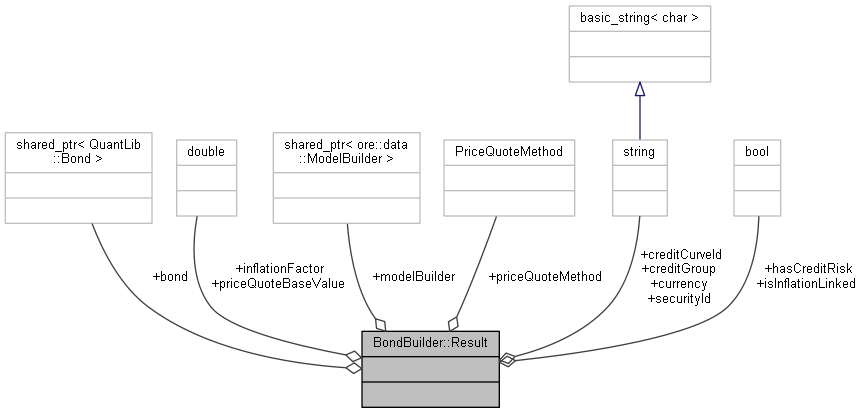 basic_string< char >
shared_ptr< QuantLib
::Bond >
double
shared_ptr< ore::data
::ModelBuilder >
PriceQuoteMethod
string
bool
+bond
+inflationFactor
+priceQuoteBaseValue
+modelBuilder
+priceQuoteMethod
+creditCurveId
+creditGroup
+currency
+securityId
+hasCreditRisk
+isInflationLinked
BondBuilder::Result